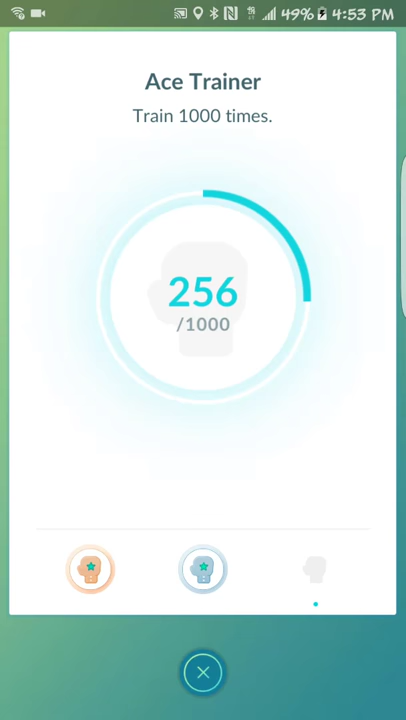 49% 4:53 PM
Ace Trainer
Train 1000 times.
256
/1000